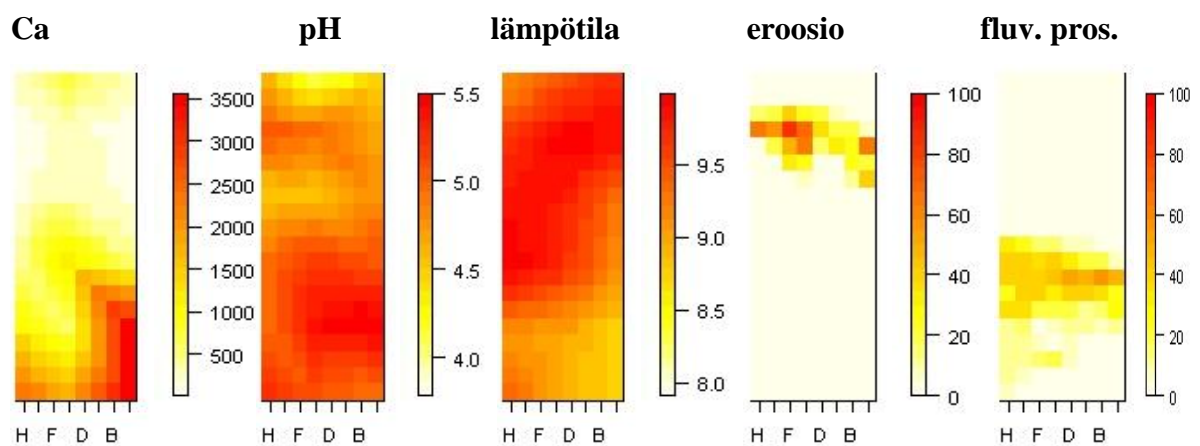 Ca pH lämpötila eroosio fluv. pros.
3500 5.5 100 100
3000 9.5 80 80
2500 5.0
2000 60 60
1500 9.0
1000 4.5 40 40
500 8.5 20 20
4.0 8.0 0 0
H F D B H F D B H F D B H F D B H F D B